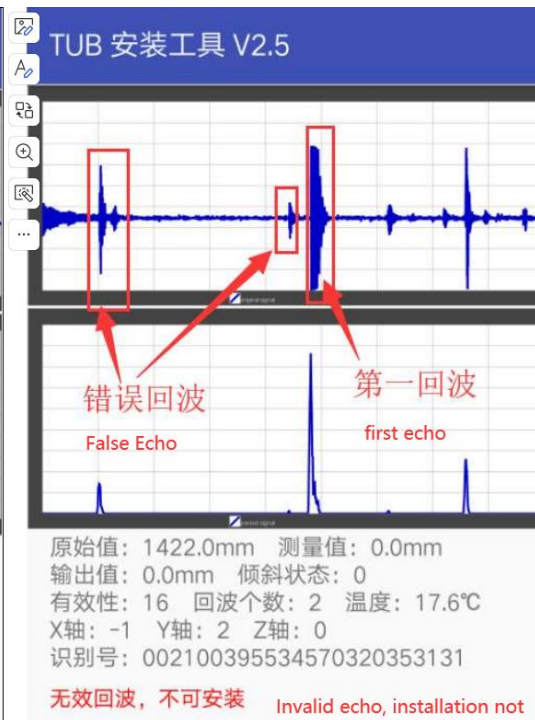 TUB 安装工具 V2.5
错误回波
False Echo
第一回波
first echo
原始值：1422.0mm 测量值：0.0mm
输出值：0.0mm 倾斜状态：0
有效性：16 回波个数：2 温度：17.6℃
X轴：-1 Y轴：2 Z轴：0
识别号：002100395534570320353131
无效回波，不可安装
Invalid echo, installation not